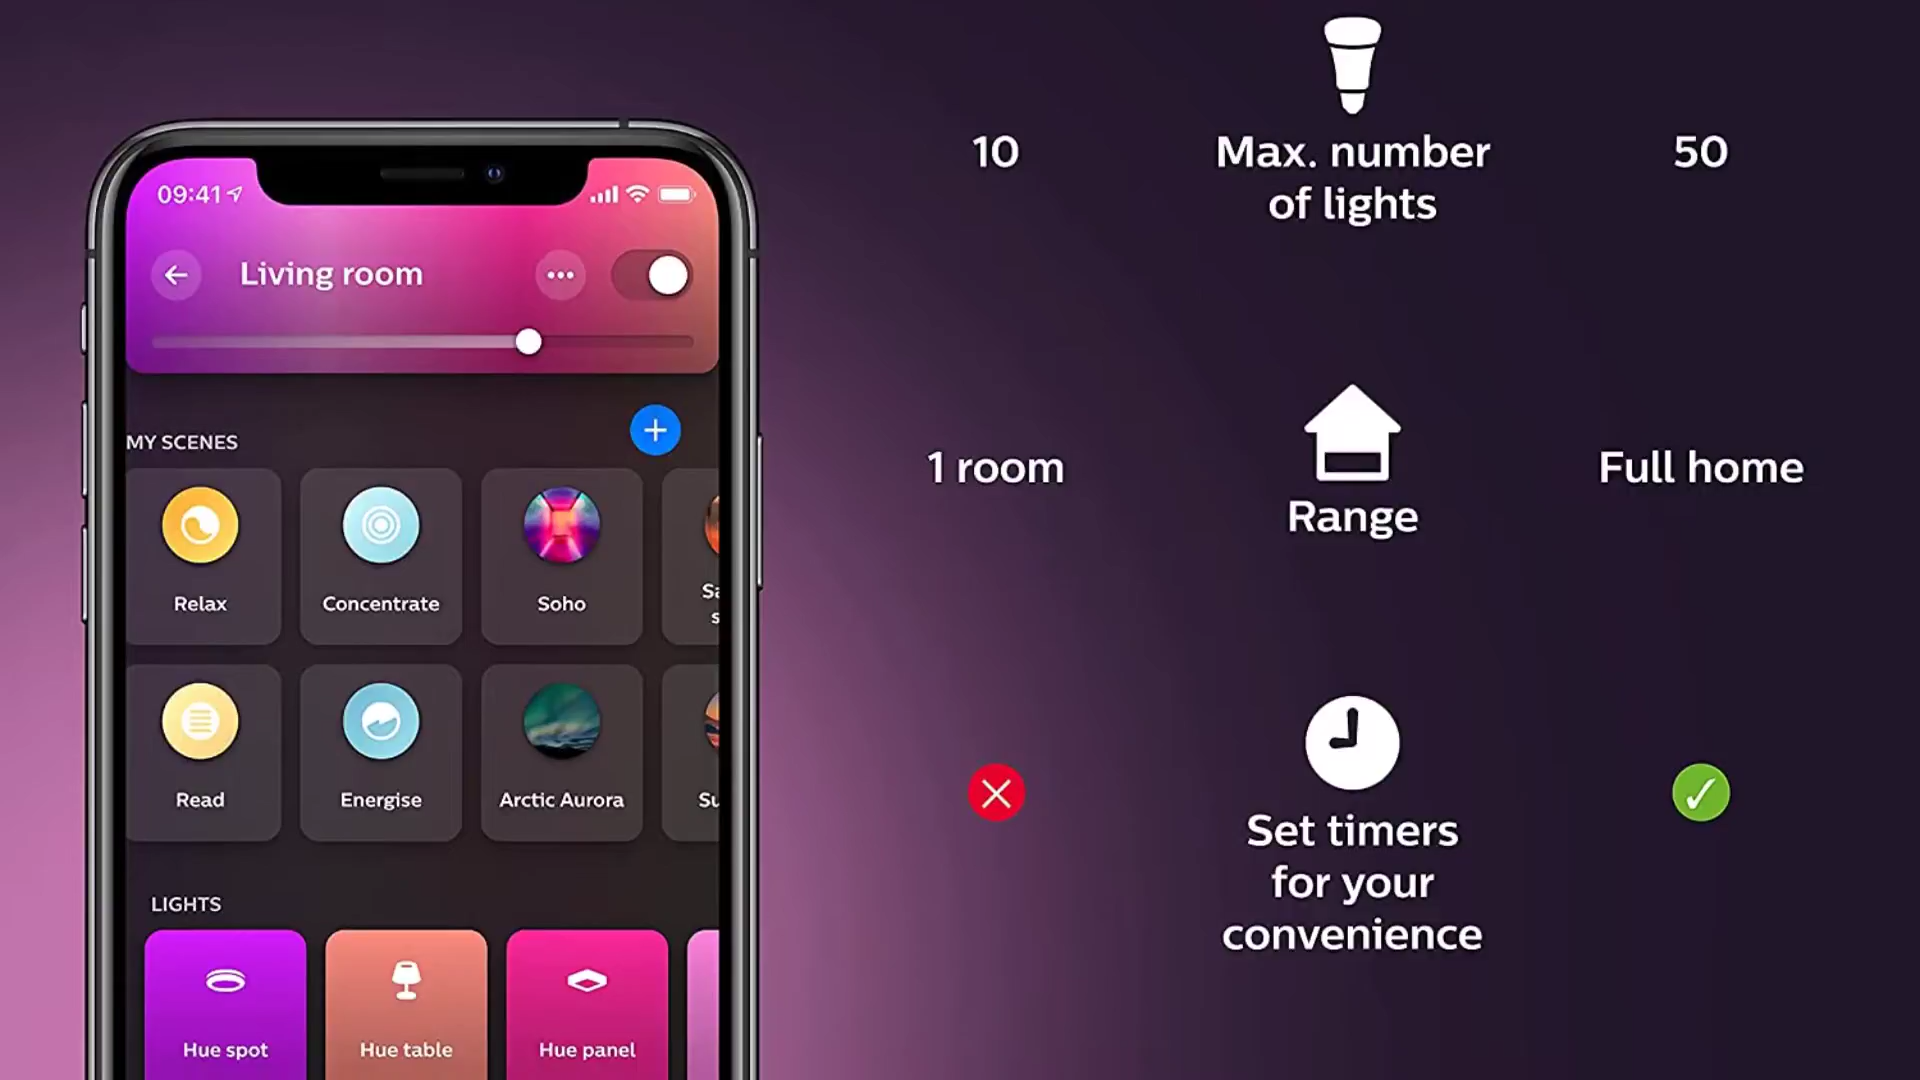 09:41
Living room
MY SCENES
Relax
Concentrate
Soho
Read
Energise
Arctic Aurora
LIGHTS
Hue spot
Hue table
Hue panel
10
Max. number
of lights
50
1 room
Range
Full home
Set timers
for your
convenience